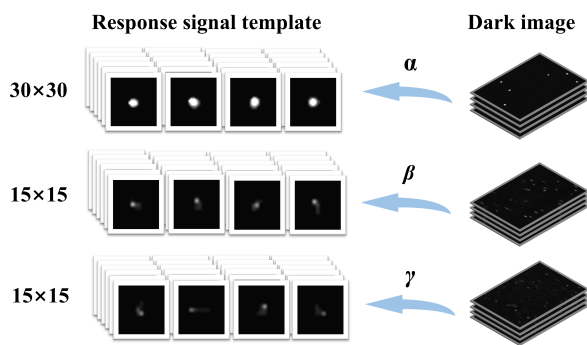 Response signal template
Dark image
30×30
α
15×15
β
15×15
γ